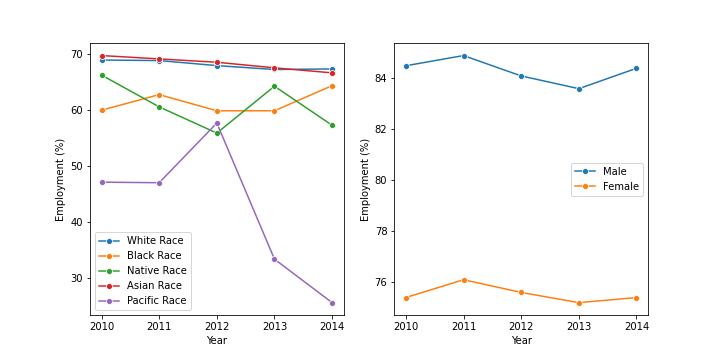 70
60
50
40
30
Employment (%)
White Race
Black Race
Native Race
Asian Race
Pacific Race
2010 2011 2012 2013 2014
Year
84
82
80
78
76
Employment (%)
Male
Female
2010 2011 2012 2013 2014
Year